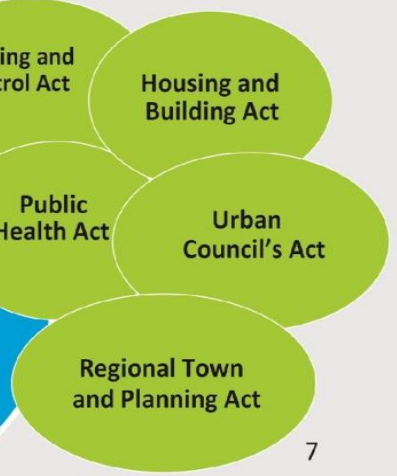 ing and
rol Act
Housing and
Building Act
Public
Health Act
Urban
Council's Act
Regional Town
and Planning Act
7